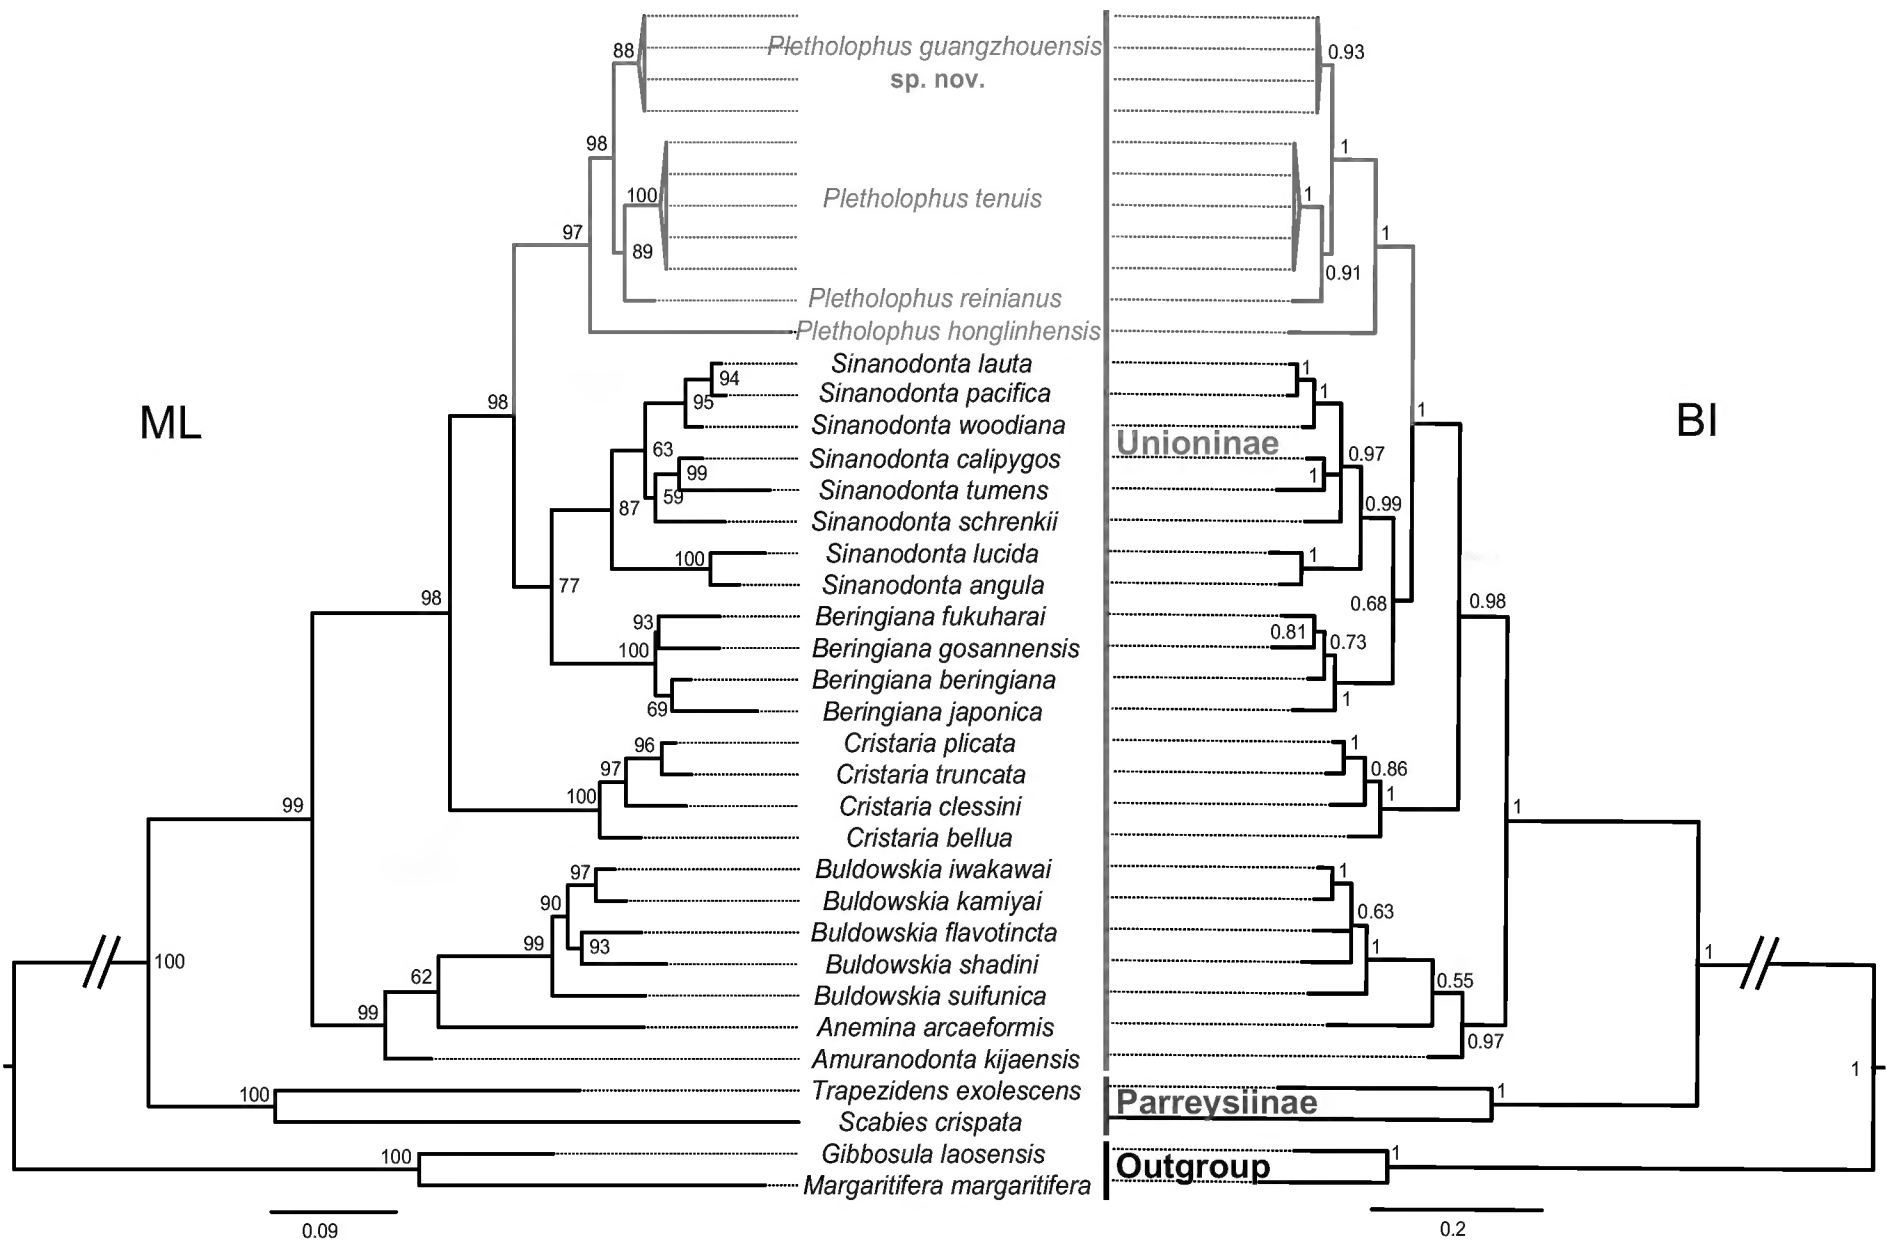 88
Pletholophus guangzhouensis
0.93
sp. nov.
98
1
100
Pletholophus tenuis
1
97
1
89
0.91
Pletholophus reinianus
Pletholophus honglinhensis
Sinanodonta lauta
1
94
Sinanodonta pacifica
1
95
98
1
ML
BI
Sinanodonta woodiana
Unioninae
63
0.97
Sinanodonta calipygos
99
1
59
Sinanodonta tumens
87
0.99
Sinanodonta schrenkii
100
Sinanodonta lucida
1
77
Sinanodonta angula
98
0.68
0.98
93
Beringiana fukuharai
0.81
0.73
100
Beringiana gosannensis
Beringiana beringiana
1
69
Beringiana japonica
96
Cristaria plicata
1
97
Cristaria truncata
0.86
100
1
99
Cristaria clessini
1
Cristaria bellua
97
Buldowskia iwakawai
1
90
Buldowskia kamiyai
0.63
Buldowskia flavotincta
99
93
1
100
Buldowskia shadini
1
62
0.55
Buldowskia suifunica
99
Anemina arcaeformis
0.97
Amuranodonta kijaensis
1
100
Trapezidens exolescens
Parreysiinae
1
Scabies crispata
100
Gibbosula laosensis
1
Outgroup
Margaritifera margaritifera
0.09
0.2